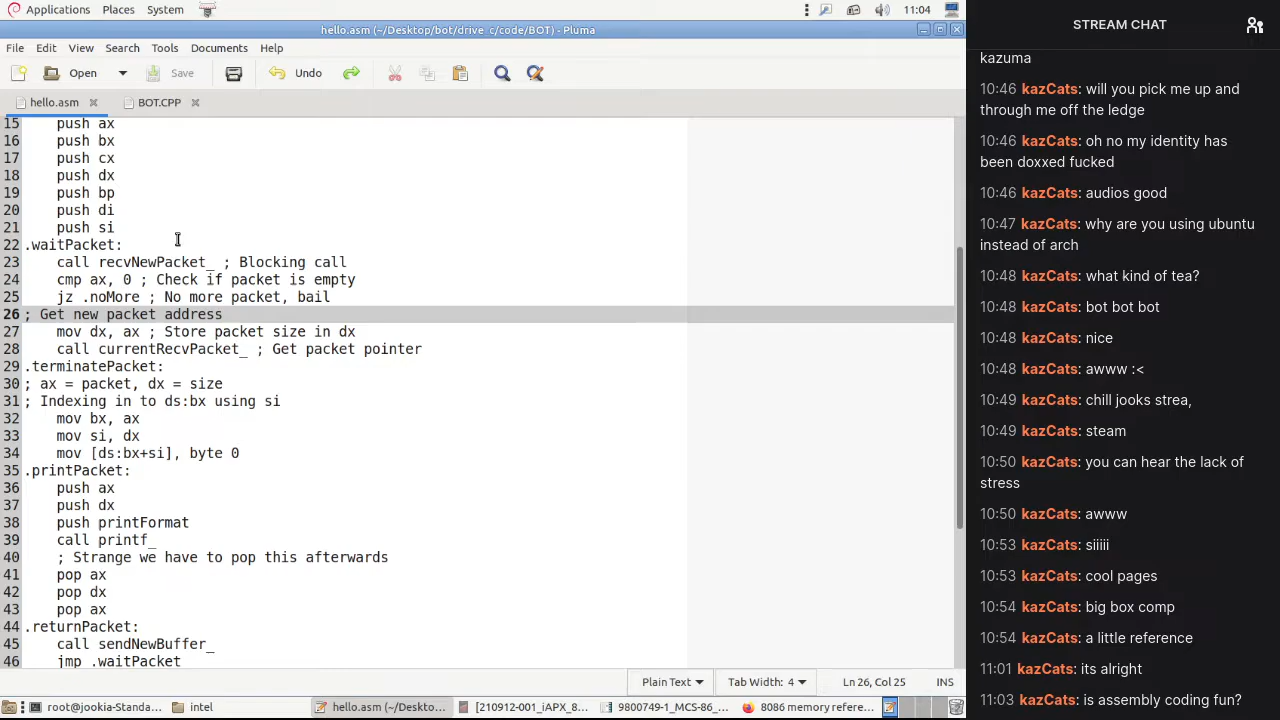 Applications Places System 11:04
hello.asm (~/Desktop/bot/drive_c/code/BOT) - Pluma
File Edit View Search Tools Documents Help
Open Save Undo
hello.asm BOT.CPP
15 push ax
16 push bx
17 push cx
18 push dx
19 push bp
20 push di
21 push si
22 .waitPacket:
23 call recvNewPacket_ ; Blocking call
24 cmp ax, 0 ; Check if packet is empty
25 jz .noMore ; No more packet, bail
26 ; Get new packet address
27 mov dx, ax ; Store packet size in dx
28 call currentRecvPacket_ ; Get packet pointer
29 .terminatePacket:
30 ; ax = packet, dx = size
31 ; Indexing in to ds:bx using si
32 mov bx, ax
33 mov si, dx
34 mov [ds:bx+si], byte 0
35 .printPacket:
36 push ax
37 push dx
38 push printFormat
39 call printf_
40 ; Strange we have to pop this afterwards
41 pop ax
42 pop dx
43 pop ax
44 .returnPacket:
45 call sendNewBuffer_
46 jmp .waitPacket
Plain Text Tab Width: 4 Ln 26, Col 25 INS
root@jookia-Standa... intel hello.asm (~/Deskto... [210912-001_iAPX_8... 9800749-1_MCS-86_... 8086 memory refere...
STREAM CHAT
kazuma
10:46 kazCats: will you pick me up and
through me off the ledge
10:46 kazCats: oh no my identity has
been doxxed fucked
10:46 kazCats: audios good
10:47 kazCats: why are you using ubuntu
instead of arch
10:48 kazCats: what kind of tea?
10:48 kazCats: bot bot bot
10:48 kazCats: nice
10:48 kazCats: awww :<
10:49 kazCats: chill jooks strea,
10:49 kazCats: steam
10:50 kazCats: you can hear the lack of
stress
10:50 kazCats: awww
10:53 kazCats: siiiii
10:53 kazCats: cool pages
10:54 kazCats: big box comp
10:54 kazCats: a little reference
11:01 kazCats: its alright
11:03 kazCats: is assembly coding fun?